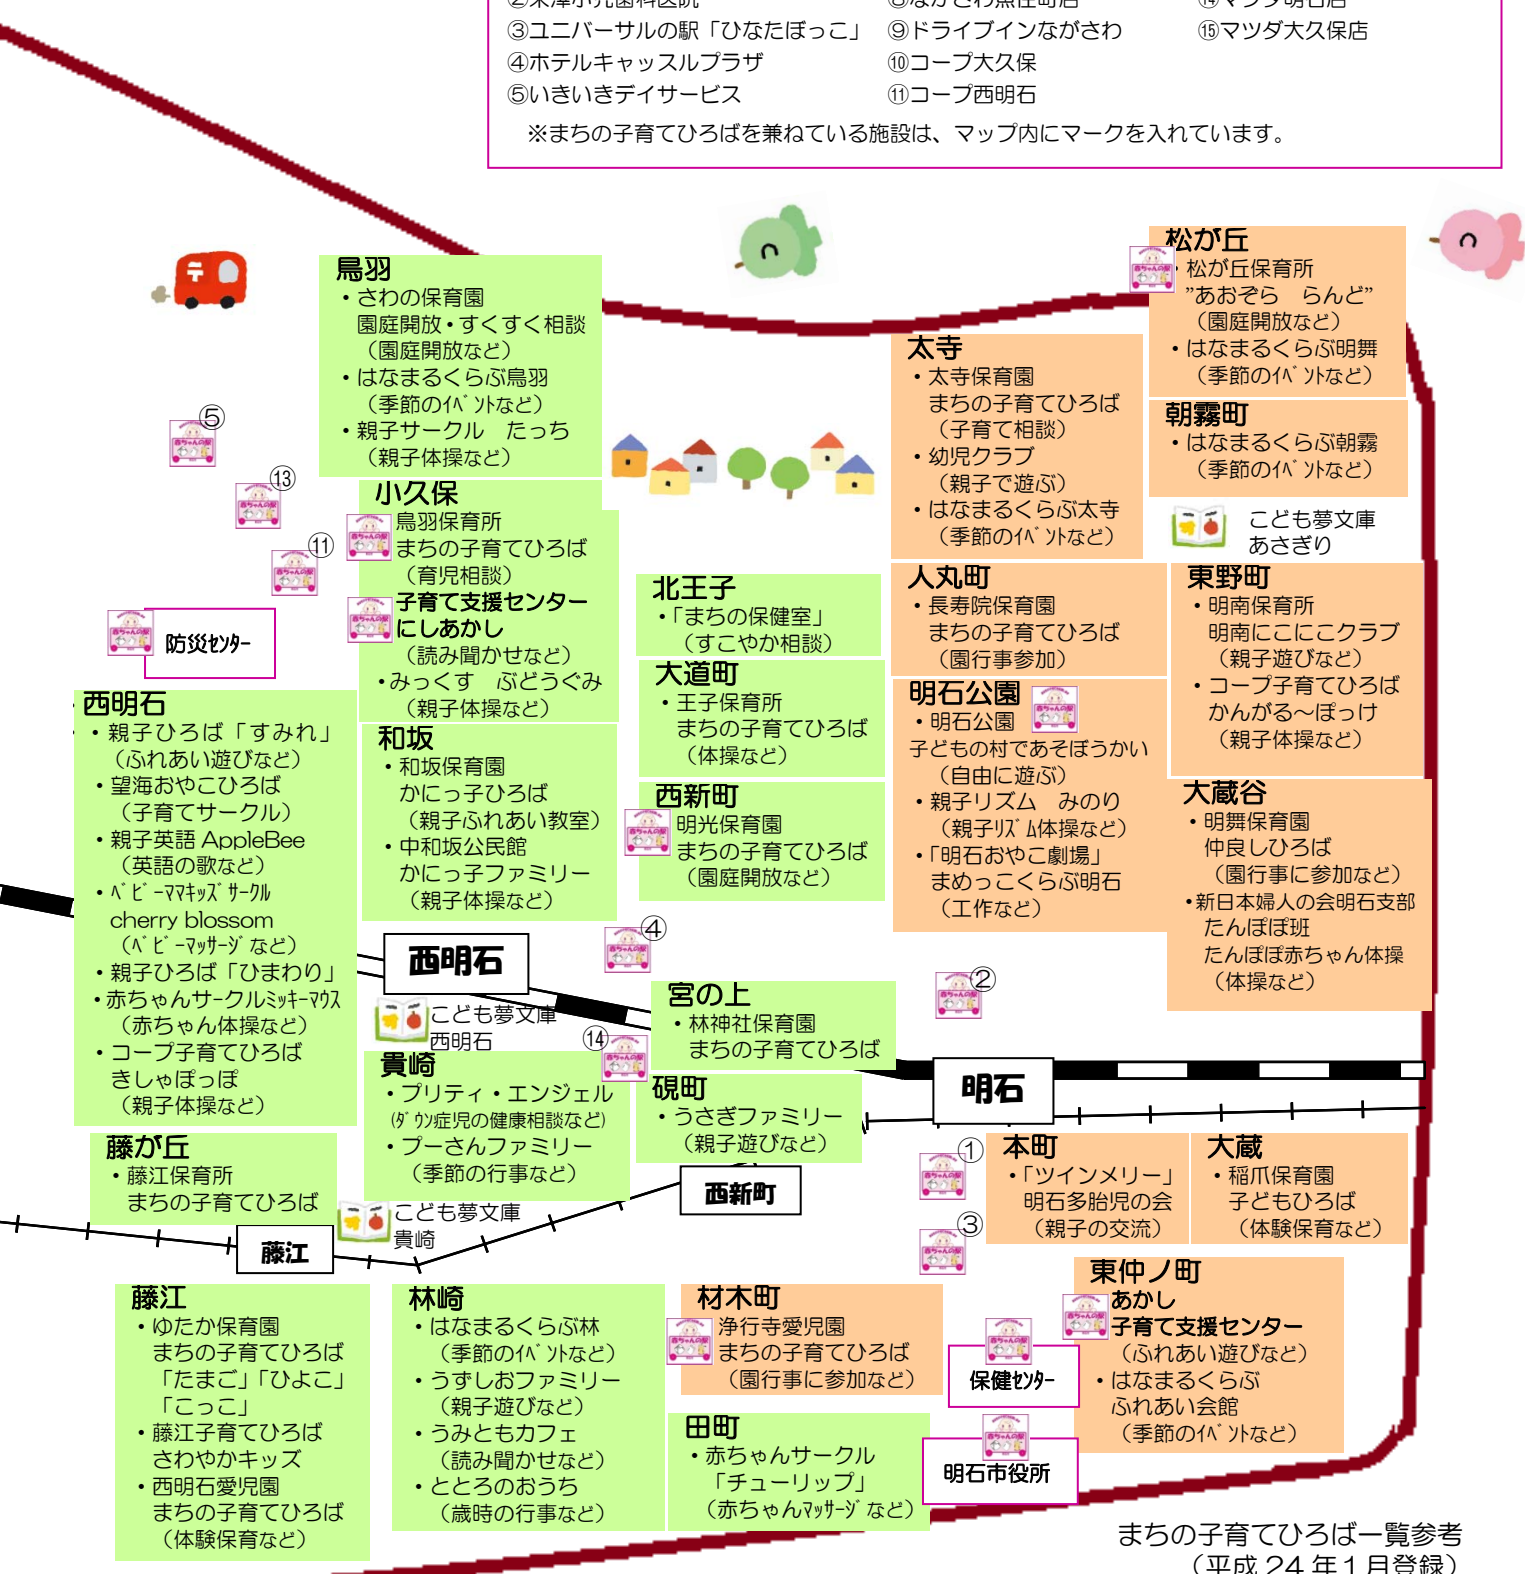 ③ユニバーサルの駅「ひなたぼっこ」
④ホテルキャッスルプラザ
⑤いきいきデイサービス
⑧ながさわ魚住町店
⑨ドライブインながさわ
⑩コープ大久保
⑪コープ西明石
⑭マツダ明石店
⑮マツダ大久保店
※まちの子育てひろばを兼ねている施設は、マップ内にマークを入れています。
鳥羽
・さわの保育園
園庭開放・すくすく相談
（園庭開放など）
・はなまるくらぶ鳥羽
（季節のｲﾍﾞﾝﾄなど）
・親子サークル　たっち
（親子体操など）
松が丘
・松が丘保育所
”あおぞら　らんど”
（園庭開放など）
・はなまるくらぶ明舞
（季節のｲﾍﾞﾝﾄなど）
太寺
・太寺保育園
まちの子育てひろば
（子育て相談）
・幼児クラブ
（親子で遊ぶ）
・はなまるくらぶ太寺
（季節のｲﾍﾞﾝﾄなど）
朝霧町
・はなまるくらぶ朝霧
（季節のｲﾍﾞﾝﾄなど）
こども夢文庫
あさぎり
⑤
⑬
⑪
防災ｾﾝﾀｰ
小久保
鳥羽保育所
まちの子育てひろば
（育児相談）
子育て支援センター
にしあかし
（読み聞かせなど）
・みっくす　ぶどうぐみ
（親子体操など）
北王子
・「まちの保健室」
（すこやか相談）
大道町
・王子保育所
まちの子育てひろば
（体操など）
西新町
明光保育園
まちの子育てひろば
（園庭開放など）
人丸町
・長寿院保育園
まちの子育てひろば
（園行事参加）
東野町
・明南保育所
明南にこにこクラブ
（親子遊びなど）
・コープ子育てひろば
かんがる～ぽっけ
（親子体操など）
明石公園
・明石公園
子どもの村であそぼうかい
（自由に遊ぶ）
・親子リズム　みのり
（親子ﾘｽﾞﾑ体操など）
・「明石おやこ劇場」
まめっこくらぶ明石
（工作など）
大蔵谷
・明舞保育園
仲良しひろば
（園行事に参加など）
・新日本婦人の会明石支部
たんぽぽ班
たんぽぽ赤ちゃん体操
（体操など）
西明石
・親子ひろば「すみれ」
（ふれあい遊びなど）
・望海おやこひろば
（子育てサークル）
・親子英語 AppleBee
（英語の歌など）
・ﾍﾞﾋﾞｰﾏﾏｷｯｽﾞｻｰｸﾙ
cherry blossom
（ﾍﾞﾋﾞｰﾏｯｻｰｼﾞなど）
・親子ひろば「ひまわり」
・赤ちゃんサークルﾐｯｷｰﾏｳｽ
（赤ちゃん体操など）
・コープ子育てひろば
きしゃぽっぽ
（親子体操など）
和坂
・和坂保育園
かにっ子ひろば
（親子ふれあい教室）
・中和坂公民館
かにっ子ファミリー
（親子体操など）
西明石
④
②
こども夢文庫
西明石
⑭
宮の上
・林神社保育園
まちの子育てひろば
明石
貴崎
・プリティ・エンジェル
（ﾀﾞｳﾝ症児の健康相談など）
・プーさんファミリー
（季節の行事など）
硯町
・うさぎファミリー
（親子遊びなど）
西新町
藤が丘
・藤江保育所
まちの子育てひろば
こども夢文庫
貴崎
藤江
①
③
本町
・「ツインメリー」
明石多胎児の会
（親子の交流）
大蔵
・稲爪保育園
子どもひろば
（体験保育など）
藤江
・ゆたか保育園
まちの子育てひろば
「たまご」「ひよこ」
「こっこ」
・藤江子育てひろば
さわやかキッズ
・西明石愛児園
まちの子育てひろば
（体験保育など）
林崎
・はなまるくらぶ林
（季節のｲﾍﾞﾝﾄなど）
・うずしおファミリー
（親子遊びなど）
・うみともカフェ
（読み聞かせなど）
・ととろのおうち
（歳時の行事など）
材木町
浄行寺愛児園
まちの子育てひろば
（園行事に参加など）
田町
・赤ちゃんサークル
「チューリップ」
（赤ちゃんﾏｯｻｰｼﾞなど）
保健ｾﾝﾀｰ
明石市役所
東仲ノ町
あかし
子育て支援センター
（ふれあい遊びなど）
・はなまるくらぶ
ふれあい会館
（季節のｲﾍﾞﾝﾄなど）
まちの子育てひろば一覧参考
（平成 24 年 1 月登録）